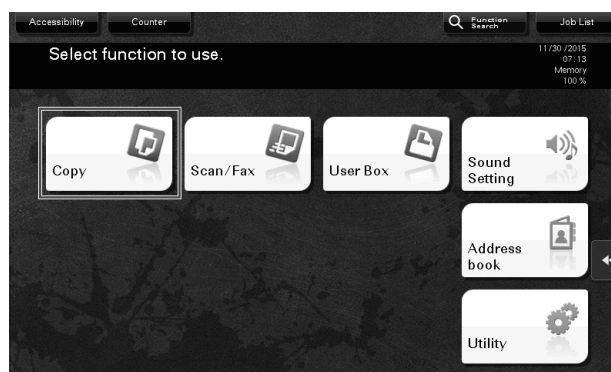 Accessibility
Counter
Function
Search
Job List
Select function to use.
11/30 /2015
07:13
Memory
100 %
Copy
Scan/Fax
User Box
Sound
Setting
Address
book
Utility